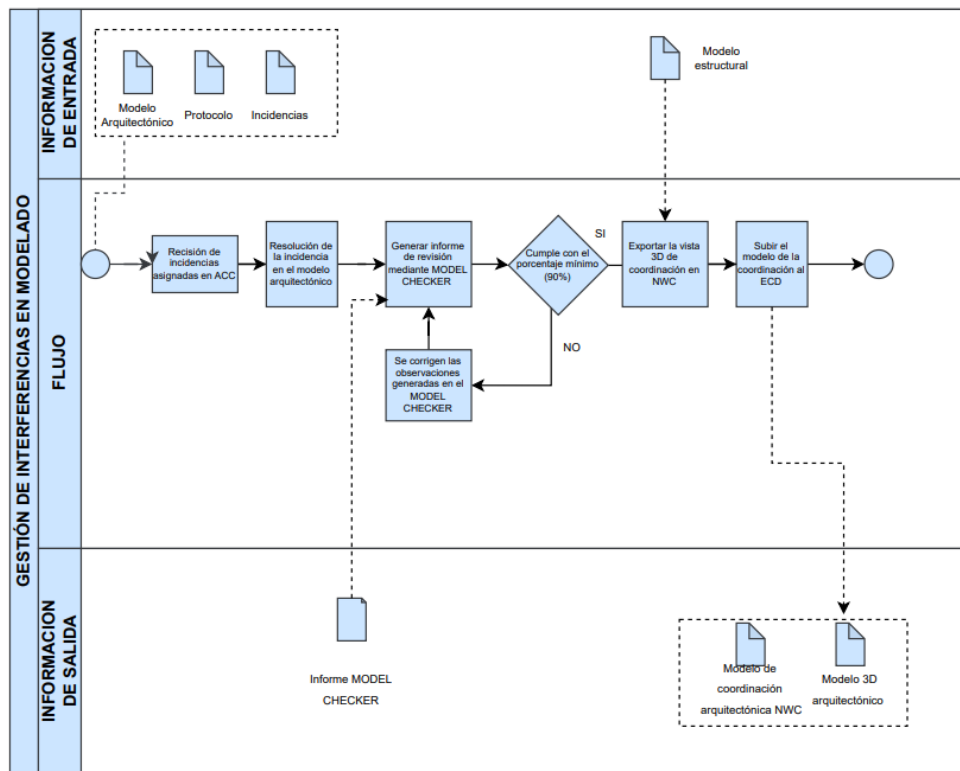 GESTIÓN DE INTERFERENCIAS EN MODELADO
INFORMACION
DE ENTRADA
Modelo
Arquitectónico
Protocolo
Incidencias
Modelo
estructural
FLUJO
Recisión de
incidencias
asignadas en ACC
Resolución de
la incidencia
en el modelo
arquitectónico
Generar informe
de revisión
mediante MODEL
CHECKER
Cumple con el
porcentaje mínimo
(90%)
SI
NO
Exportar la vista
3D de
coordinación en
NWC
Subir el
modelo de la
coordinación al
ECD
Se corrigen las
observaciones
generadas en el
MODEL
CHECKER
INFORMACION
DE SALIDA
Informe MODEL
CHECKER
Modelo de
coordinación
arquitectónica NWC
Modelo 3D
arquitectónico